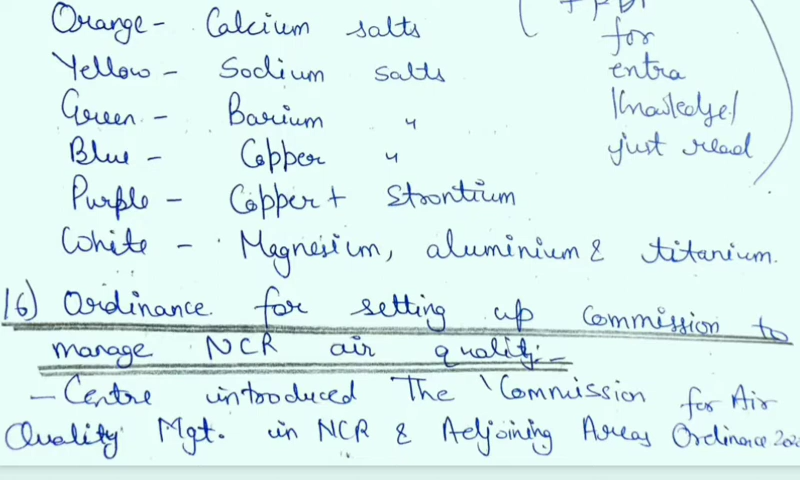 Orange - Calcium salts
Yellow - Sodium salts
Green - Barium "
Blue - Copper "
Purple - Copper + Strontium
White - Magnesium, aluminium & titanium.
for
extra
knowledge/
just read
16) Ordinance for setting up Commission to
manage NCR air quality:-
- Centre introduced The 'Commission for Air
Quality Mgt. in NCR & Adjoining Areas Ordinance